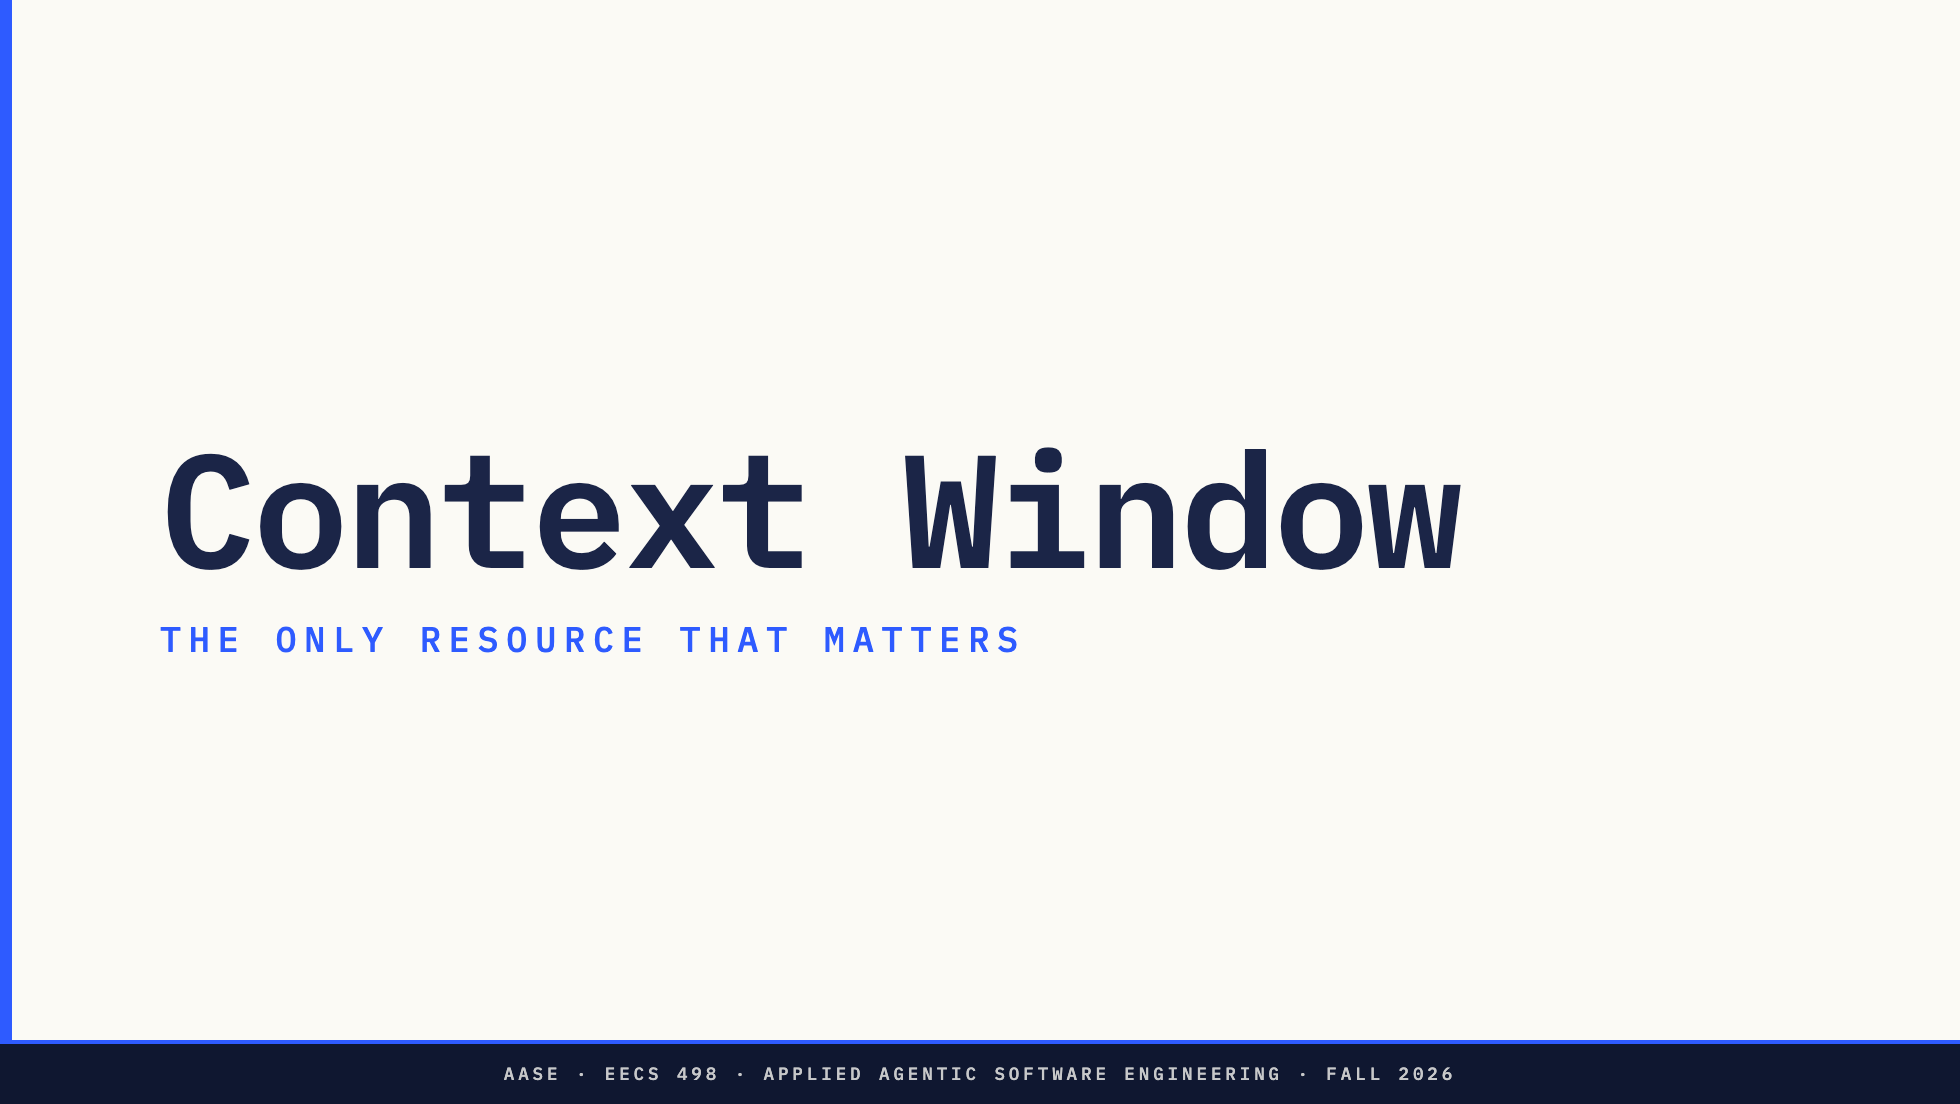 Context Window
THE ONLY RESOURCE THAT MATTERS
AASE · EECS 498 · APPLIED AGENTIC SOFTWARE ENGINEERING · FALL 2026